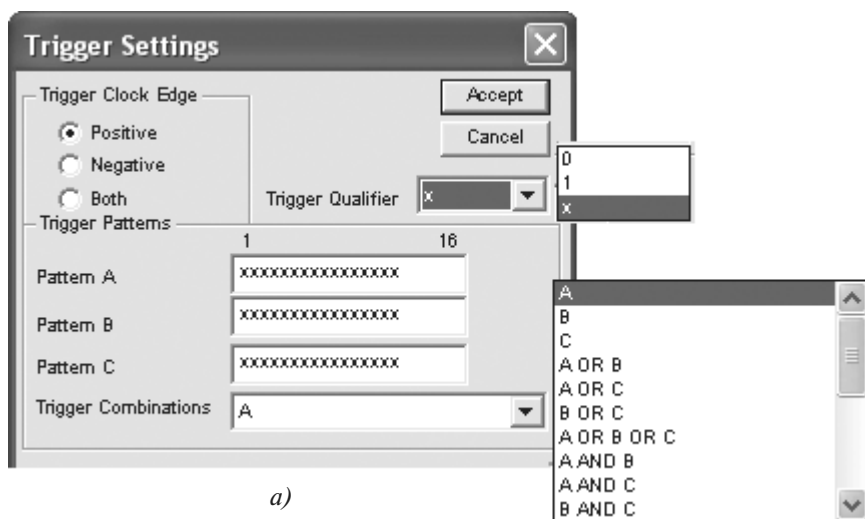 Trigger Settings
Trigger Clock Edge
Positive
Negative
Both
Accept
Cancel
Trigger Qualifier
x
0
1
x
Trigger Patterns
1 16
Pattern A xxxxxxxxxxxxxxxx
Pattern B xxxxxxxxxxxxxxxx
Pattern C xxxxxxxxxxxxxxxx
Trigger Combinations A
A
B
C
A OR B
A OR C
B OR C
A OR B OR C
A AND B
A AND C
B AND C
a)